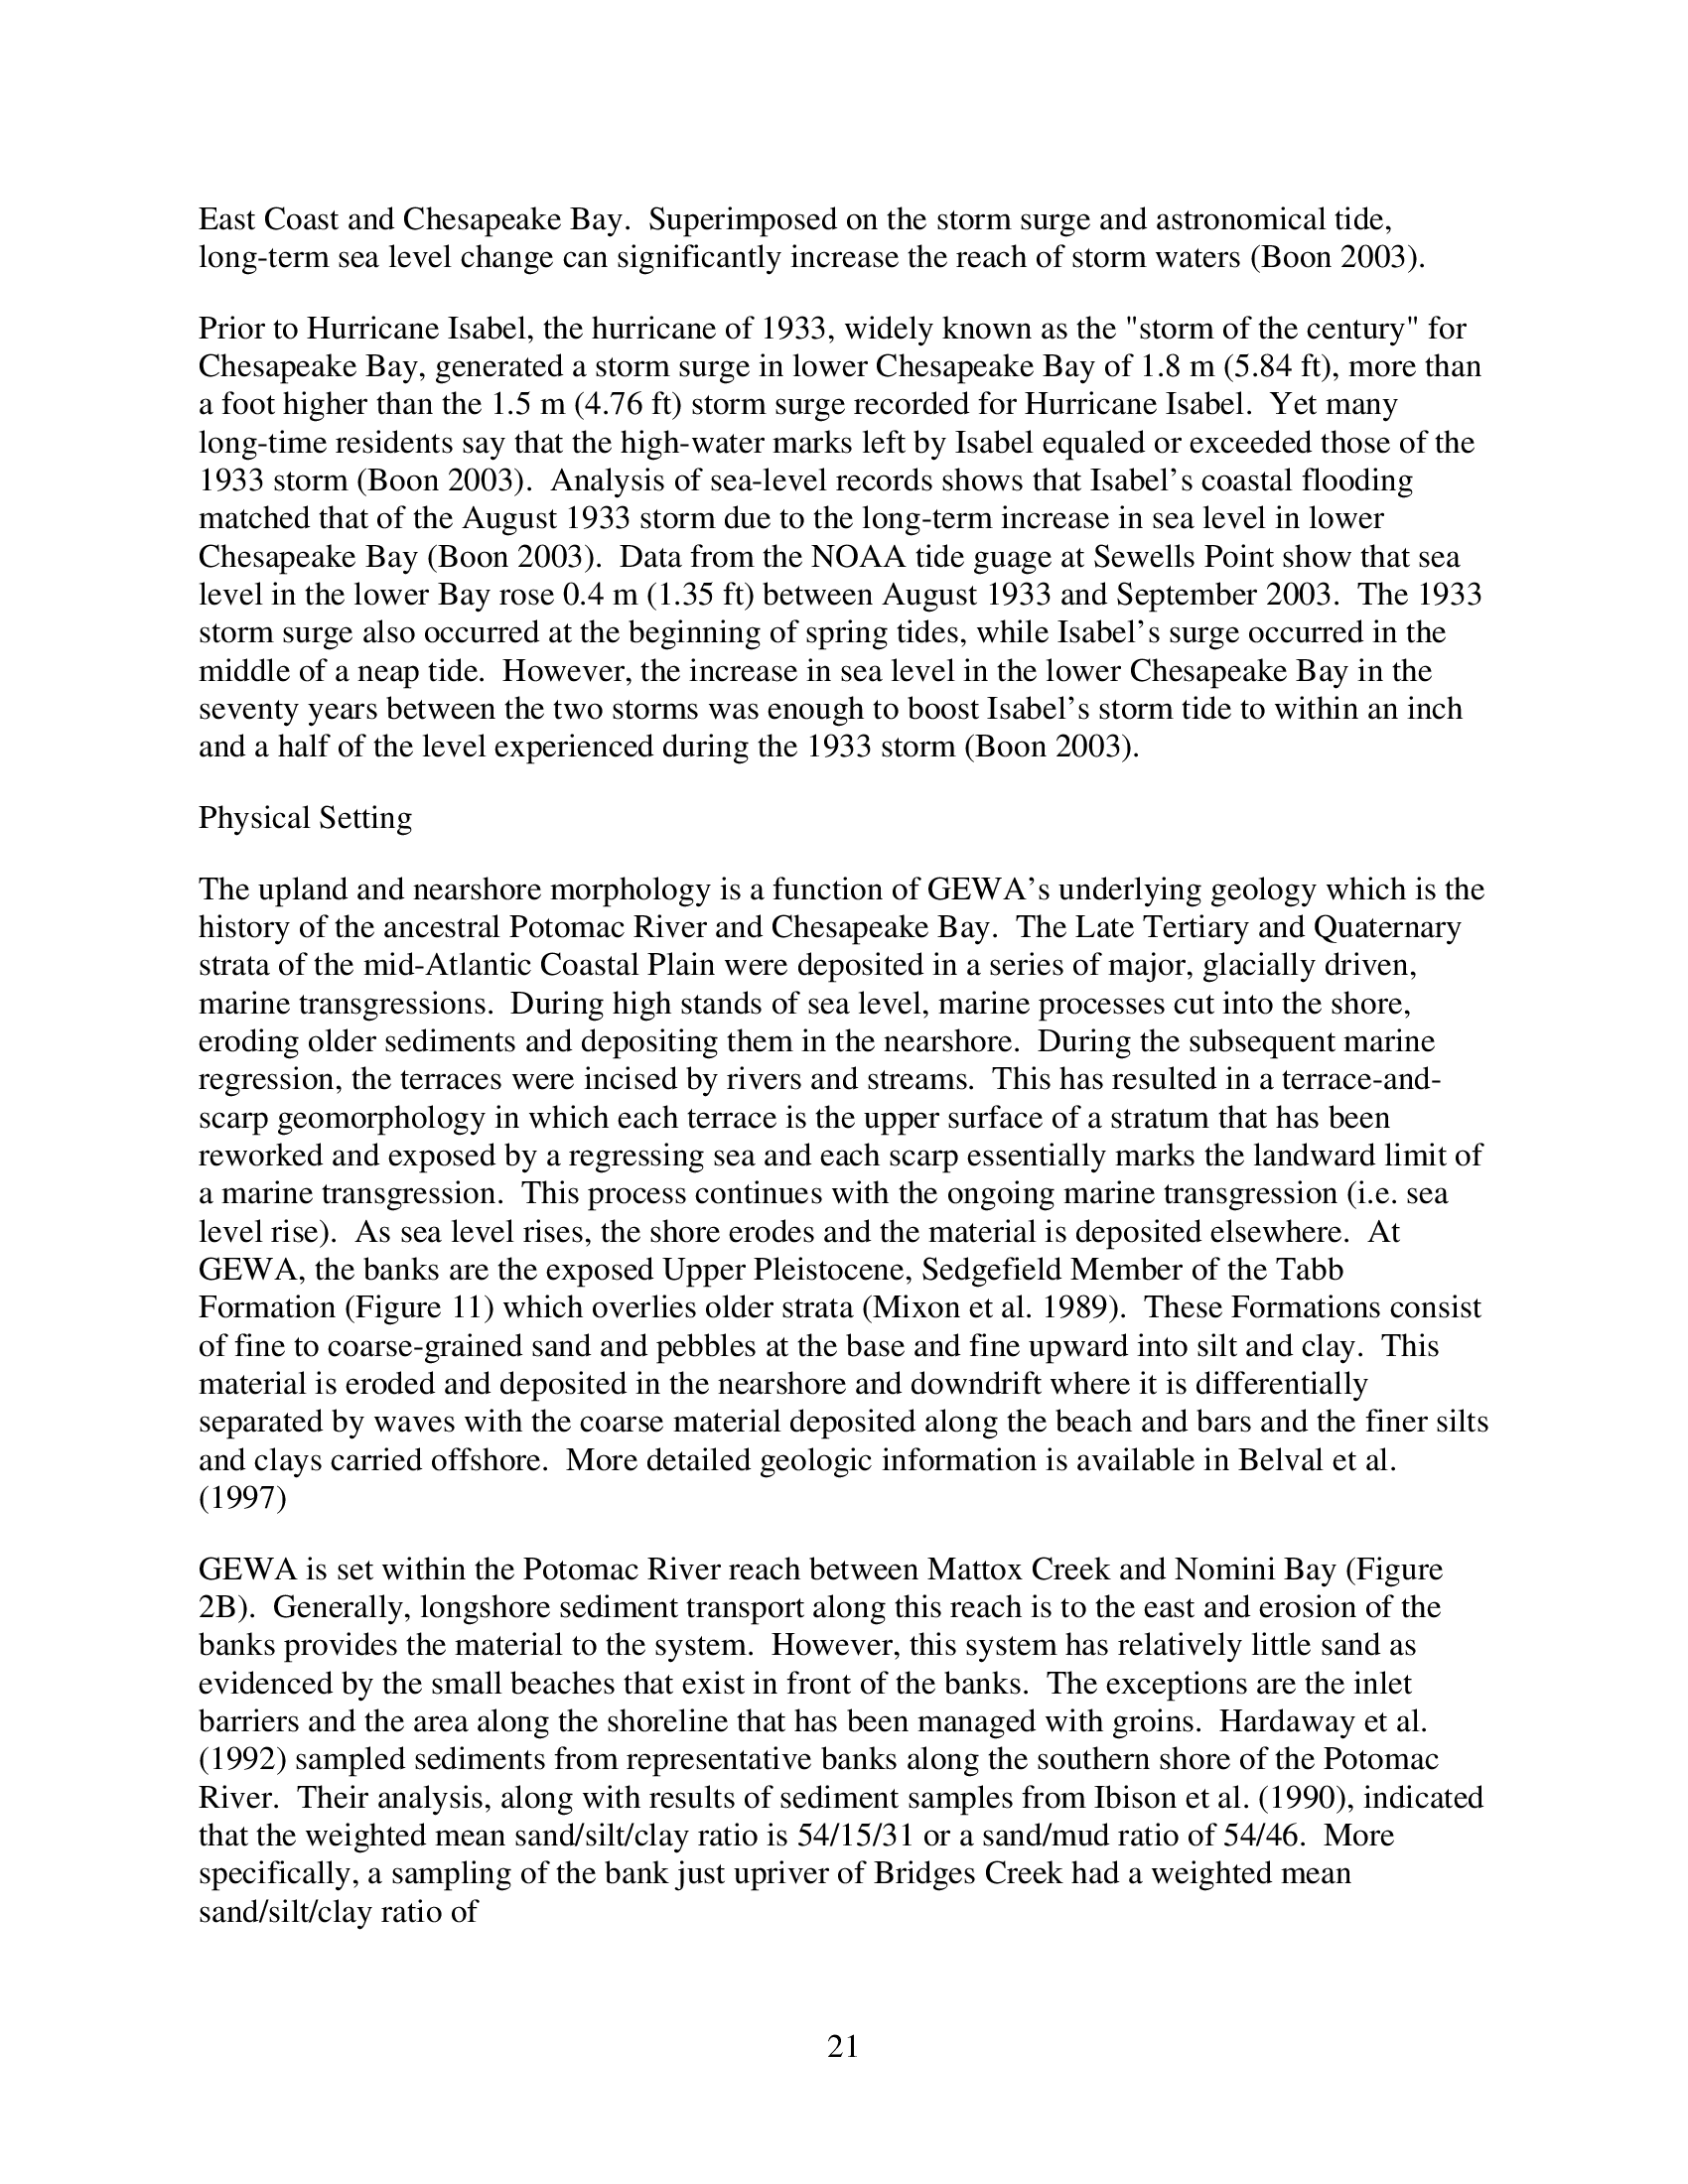 East Coast and Chesapeake Bay.  Superimposed on the storm surge and astronomical tide,
long-term sea level change can significantly increase the reach of storm waters (Boon 2003).
Prior to Hurricane Isabel, the hurricane of 1933, widely known as the "storm of the century" for
Chesapeake Bay, generated a storm surge in lower Chesapeake Bay of 1.8 m (5.84 ft), more than
a foot higher than the 1.5 m (4.76 ft) storm surge recorded for Hurricane Isabel.  Yet many
long-time residents say that the high-water marks left by Isabel equaled or exceeded those of the
1933 storm (Boon 2003).  Analysis of sea-level records shows that Isabel’s coastal flooding
matched that of the August 1933 storm due to the long-term increase in sea level in lower
Chesapeake Bay (Boon 2003).  Data from the NOAA tide guage at Sewells Point show that sea
level in the lower Bay rose 0.4 m (1.35 ft) between August 1933 and September 2003.  The 1933
storm surge also occurred at the beginning of spring tides, while Isabel’s surge occurred in the
middle of a neap tide.  However, the increase in sea level in the lower Chesapeake Bay in the
seventy years between the two storms was enough to boost Isabel’s storm tide to within an inch
and a half of the level experienced during the 1933 storm (Boon 2003).
Physical Setting
The upland and nearshore morphology is a function of GEWA’s underlying geology which is the
history of the ancestral Potomac River and Chesapeake Bay.  The Late Tertiary and Quaternary
strata of the mid-Atlantic Coastal Plain were deposited in a series of major, glacially driven,
marine transgressions.  During high stands of sea level, marine processes cut into the shore,
eroding older sediments and depositing them in the nearshore.  During the subsequent marine
regression, the terraces were incised by rivers and streams.  This has resulted in a terrace-and-
scarp geomorphology in which each terrace is the upper surface of a stratum that has been
reworked and exposed by a regressing sea and each scarp essentially marks the landward limit of
a marine transgression.  This process continues with the ongoing marine transgression (i.e. sea
level rise).  As sea level rises, the shore erodes and the material is deposited elsewhere.  At
GEWA, the banks are the exposed Upper Pleistocene, Sedgefield Member of the Tabb
Formation (Figure 11) which overlies older strata (Mixon et al. 1989).  These Formations consist
of fine to coarse-grained sand and pebbles at the base and fine upward into silt and clay.  This
material is eroded and deposited in the nearshore and downdrift where it is differentially
separated by waves with the coarse material deposited along the beach and bars and the finer silts
and clays carried offshore.  More detailed geologic information is available in Belval et al.
(1997)
GEWA is set within the Potomac River reach between Mattox Creek and Nomini Bay (Figure
2B).  Generally, longshore sediment transport along this reach is to the east and erosion of the
banks provides the material to the system.  However, this system has relatively little sand as
evidenced by the small beaches that exist in front of the banks.  The exceptions are the inlet
barriers and the area along the shoreline that has been managed with groins.  Hardaway et al.
(1992) sampled sediments from representative banks along the southern shore of the Potomac
River.  Their analysis, along with results of sediment samples from Ibison et al. (1990), indicated
that the weighted mean sand/silt/clay ratio is 54/15/31 or a sand/mud ratio of 54/46.  More
specifically, a sampling of the bank just upriver of Bridges Creek had a weighted mean
sand/silt/clay ratio of
21